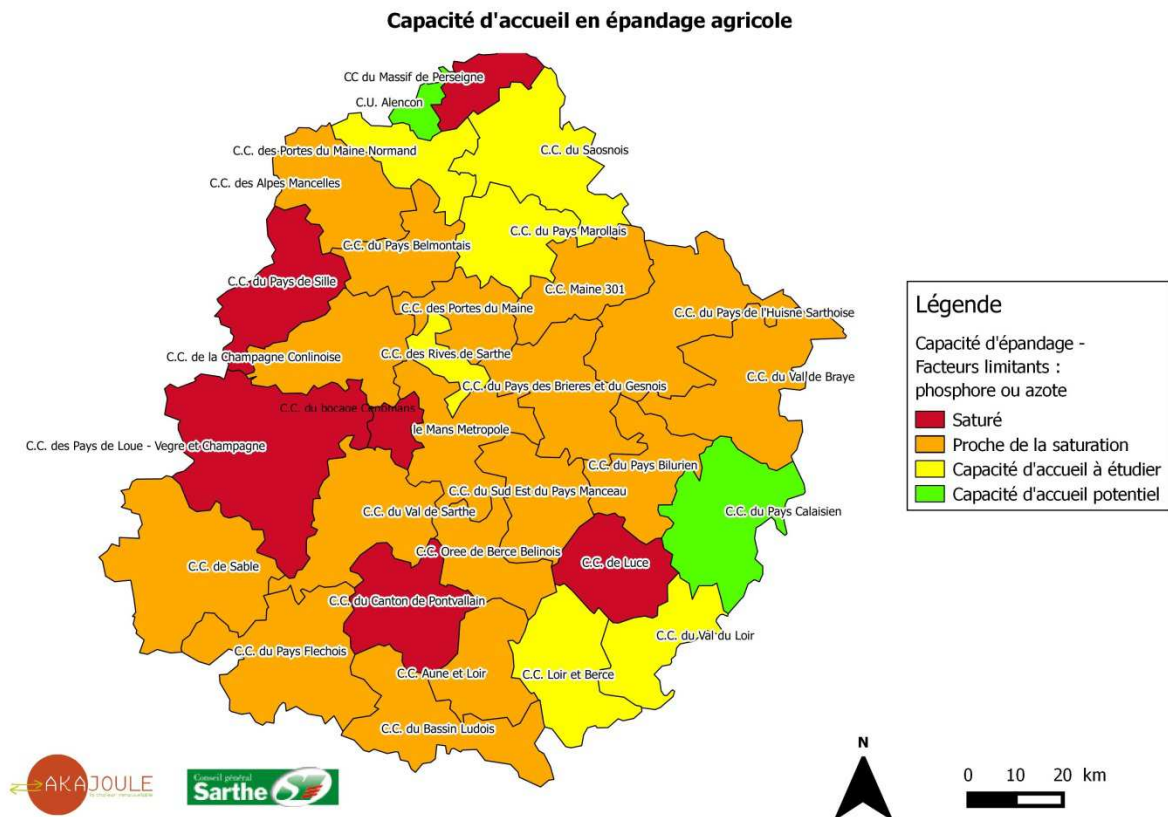 Capacité d'accueil en épandage agricole
CC du Massif de Perseigne
C.U. Alencon
C.C. des Portes du Maine Normand
C.C. du Saosnois
C.C. des Alpes Mancelles
C.C. du Pays Marollais
C.C. du Pays Belmontais
C.C. du Pays de Sille
C.C. Maine 301
C.C. des Portes du Maine
C.C. du Pays de l'Huisne Sarthoise
C.C. de la Champagne Conlinoise
C.C. des Rives de Sarthe
C.C. du Val de Braye
C.C. du Pays des Brieres et du Gesnois
C.C. du bocage Cenomans
le Mans Metropole
C.C. des Pays de Loue - Vegre et Champagne
C.C. du Pays Bilurien
C.C. du Sud Est du Pays Manceau
C.C. du Val de Sarthe
C.C. du Pays Calaisien
C.C. Oree de Berce Belinois
C.C. de Sable
C.C. de Luce
C.C. du Canton de Pontvallain
C.C. du Val du Loir
C.C. du Pays Flechois
C.C. Aune et Loir
C.C. Loir et Berce
C.C. du Bassin Ludois
Légende
Capacité d'épandage -
Facteurs limitants :
phosphore ou azote
Saturé
Proche de la saturation
Capacité d'accueil à étudier
Capacité d'accueil potentiel
AKAJOULE
Conseil général
Sarthe
N
0 10 20 km